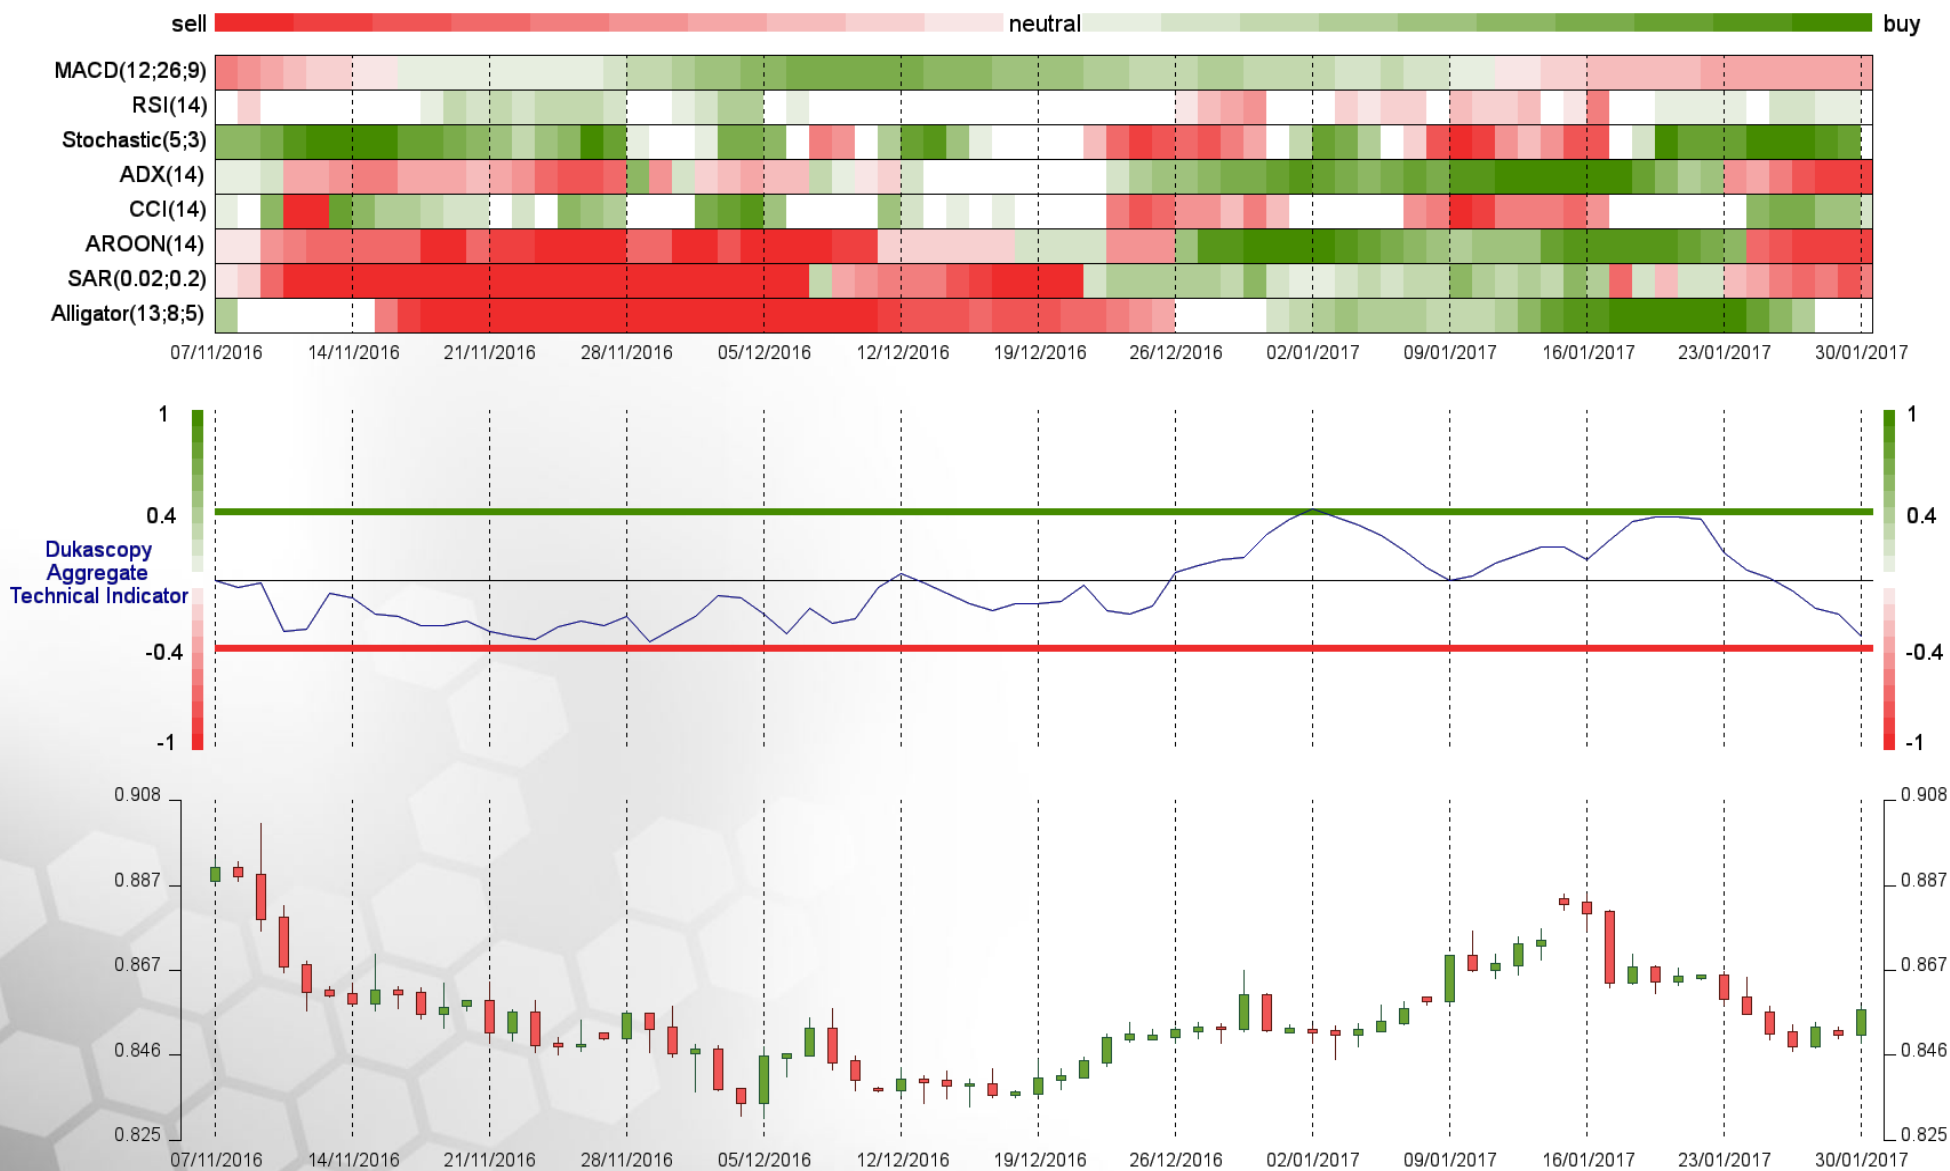 sell neutral buy
MACD(12;26;9)
RSI(14)
Stochastic(5;3)
ADX(14)
CCI(14)
AROON(14)
SAR(0.02;0.2)
Alligator(13;8;5)
07/11/2016 14/11/2016 21/11/2016 28/11/2016 05/12/2016 12/12/2016 19/12/2016 26/12/2016 02/01/2017 09/01/2017 16/01/2017 23/01/2017 30/01/2017
1 1
0.4 0.4
Dukascopy
Aggregate
Technical Indicator
-0.4 -0.4
-1 -1
0.908 0.908
0.887 0.887
0.867 0.867
0.846 0.846
0.825 0.825
07/11/2016 14/11/2016 21/11/2016 28/11/2016 05/12/2016 12/12/2016 19/12/2016 26/12/2016 02/01/2017 09/01/2017 16/01/2017 23/01/2017 30/01/2017